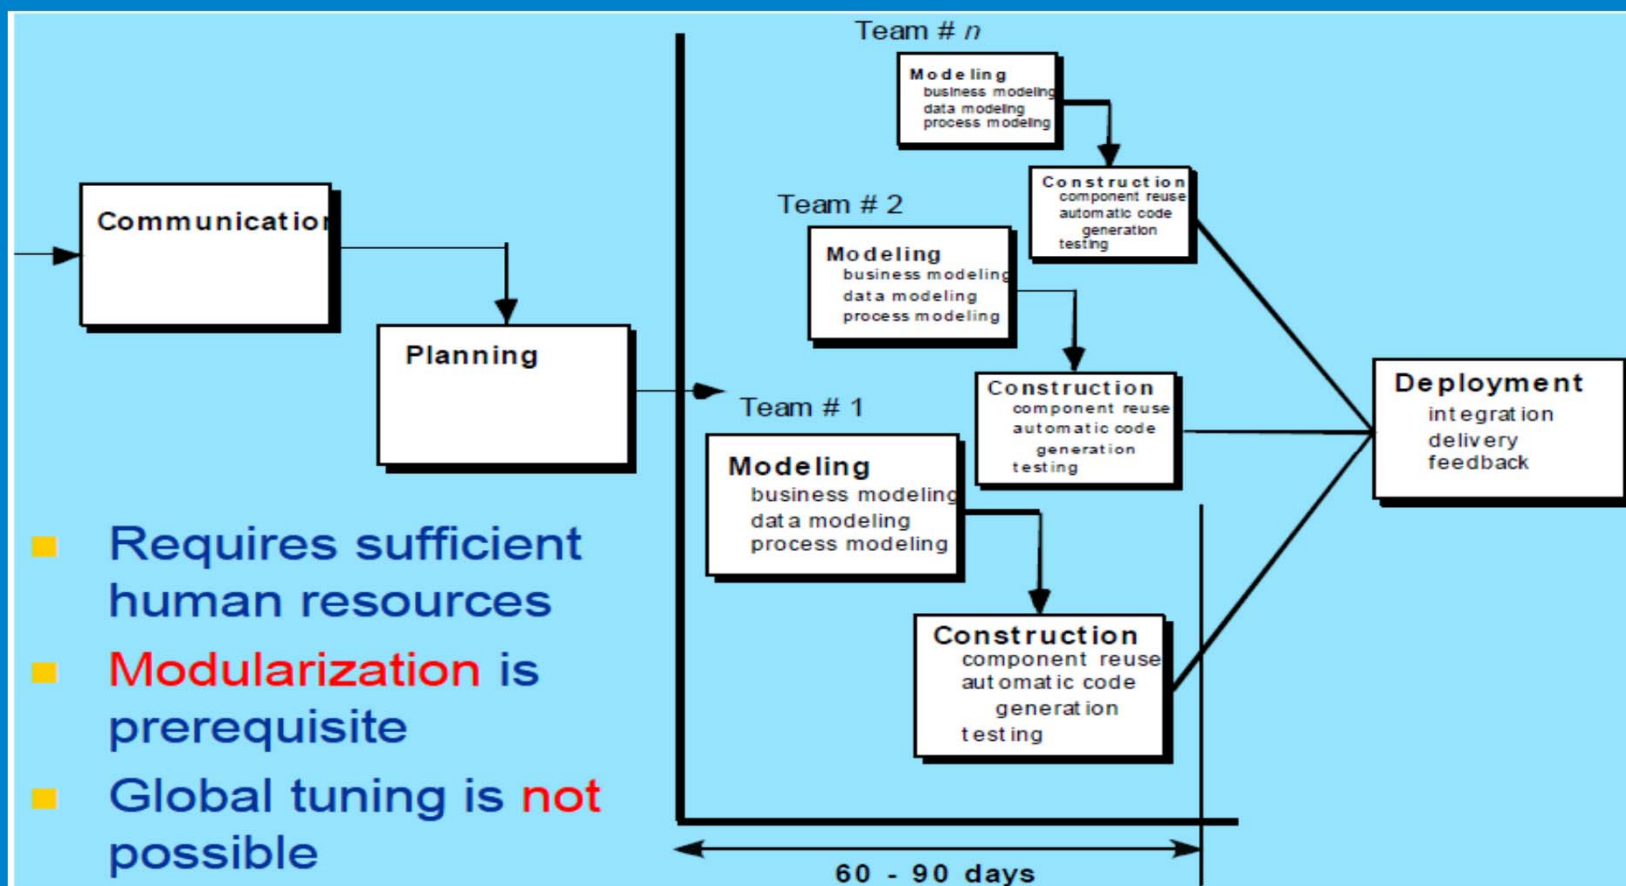 Communication
Planning
Team # n
Modeling
business modeling
data modeling
process modeling
Construction
component reuse
automatic code
generation
testing
Team # 2
Modeling
business modeling
data modeling
process modeling
Construction
component reuse
automatic code
generation
testing
Team # 1
Modeling
business modeling
data modeling
process modeling
Construction
component reuse
automatic code
generation
testing
Deployment
integration
delivery
feedback
60 - 90 days
Requires sufficient
human resources
Modularization is
prerequisite
Global tuning is not
possible